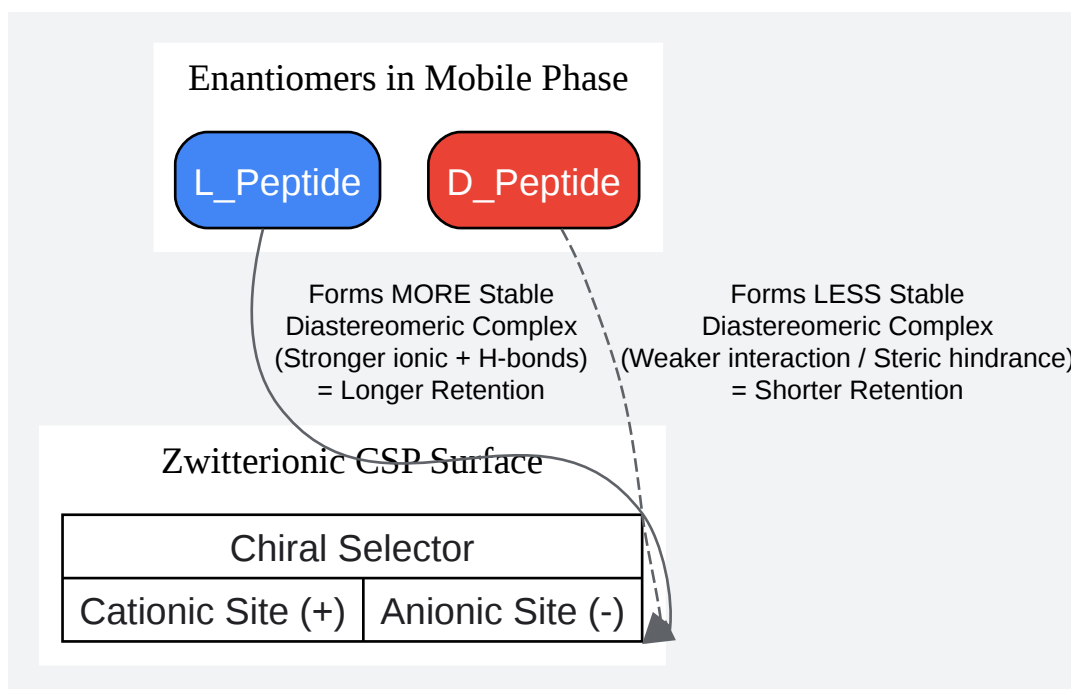 Enantiomers in Mobile Phase
L_Peptide
D_Peptide
Forms MORE Stable
Diastereomeric Complex
(Stronger ionic + H-bonds)
= Longer Retention
Forms LESS Stable
Diastereomeric Complex
(Weaker interaction / Steric hindrance)
= Shorter Retention
Zwitterionic CSP Surface
Chiral Selector
Cationic Site (+)
Anionic Site (-)